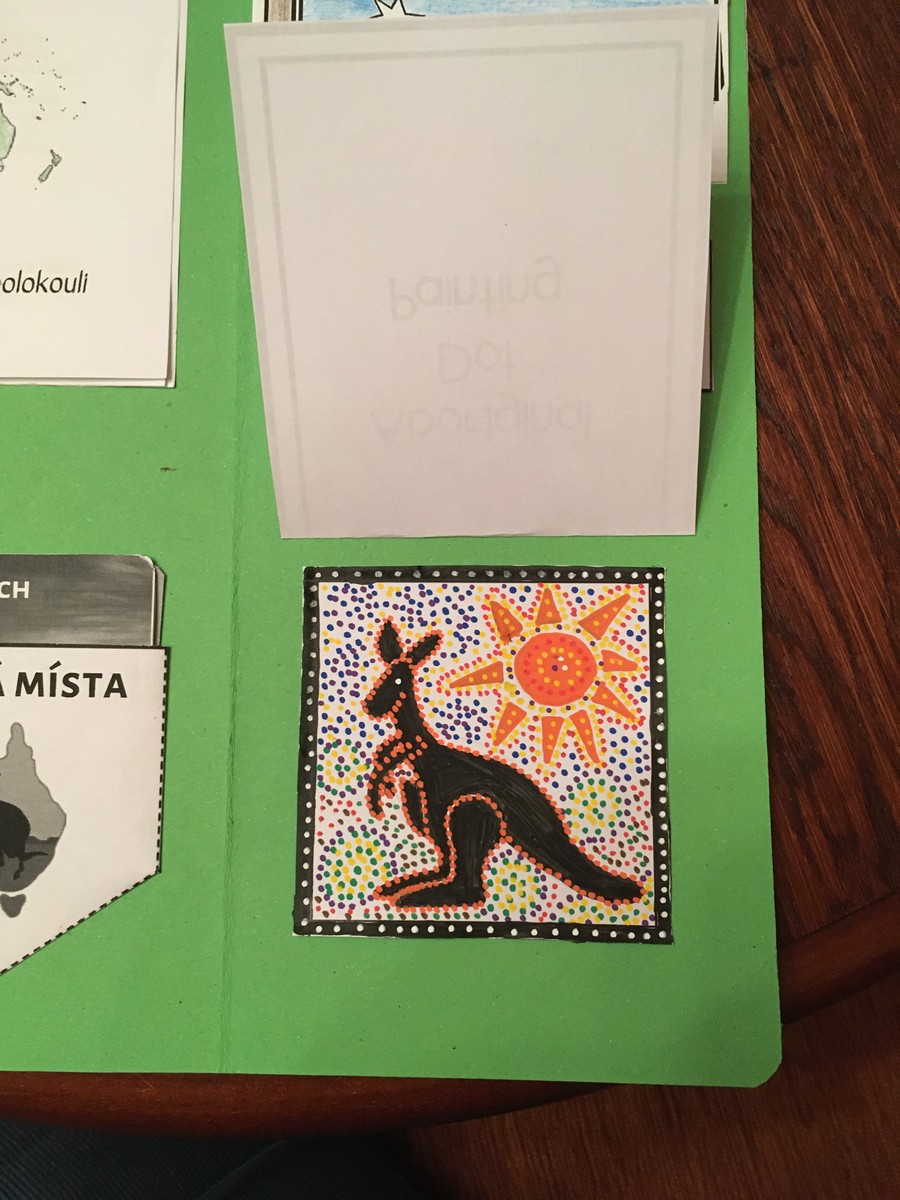 olokouli
Aboriginal
Dot
Painting
CH
Á MÍSTA